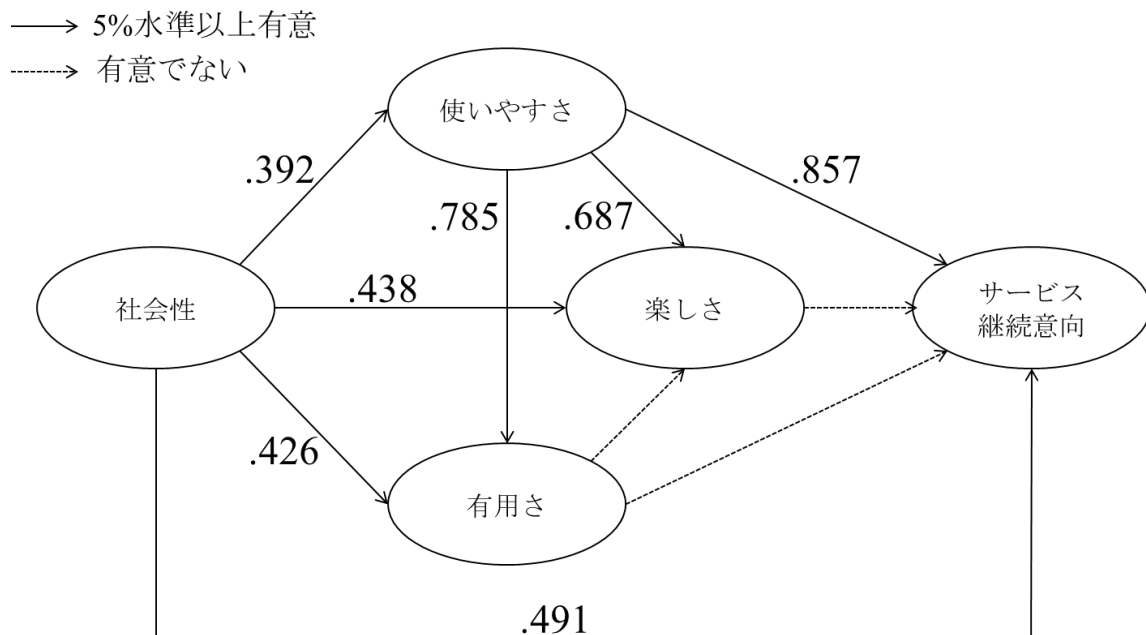 5%水準以上有意
有意でない
使いやすさ
.392
.857
.785
.687
社会性
.438
楽しさ
サービス
継続意向
.426
有用さ
.491